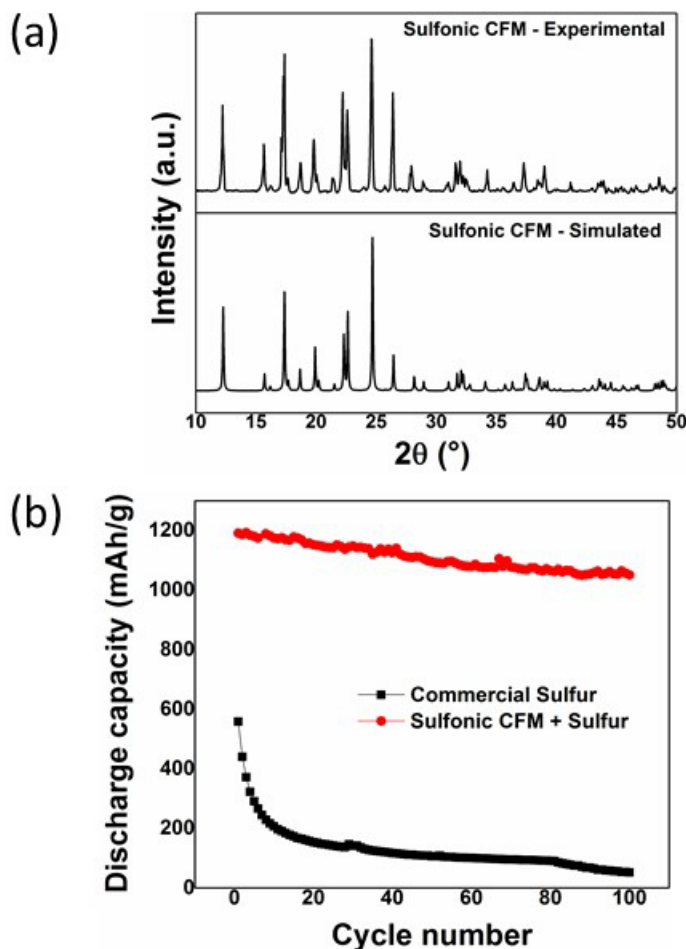 (a)
Sulfonic CFM - Experimental
Sulfonic CFM - Simulated
Intensity (a.u.)
10 15 20 25 30 35 40 45 50
2θ (°)
(b)
1200
1000
800
600
400
200
0
Discharge capacity (mAh/g)
Commercial Sulfur
Sulfonic CFM + Sulfur
0 20 40 60 80 100
Cycle number